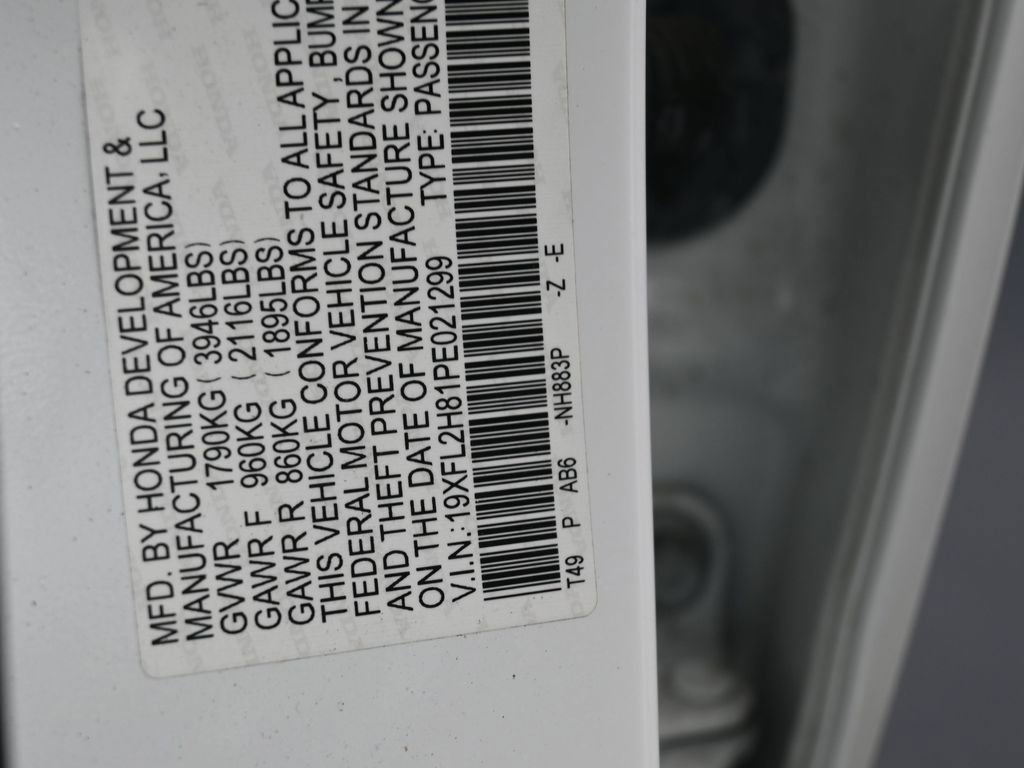 MFD. BY HONDA DEVELOPMENT &
MANUFACTURING OF AMERICA, LLC
GVWR 1790KG ( 3946LBS)
GAWR F 960KG ( 2116LBS)
GAWR R 860KG ( 1895LBS)
THIS VEHICLE CONFORMS TO ALL APPLIC
FEDERAL MOTOR VEHICLE SAFETY, BUMP
AND THEFT PREVENTION STANDARDS IN
ON THE DATE OF MANUFACTURE SHOWN
V.I.N.:19XFL2H81PE021299 TYPE: PASSENG
T49 P AB6 -NH883P -Z -E